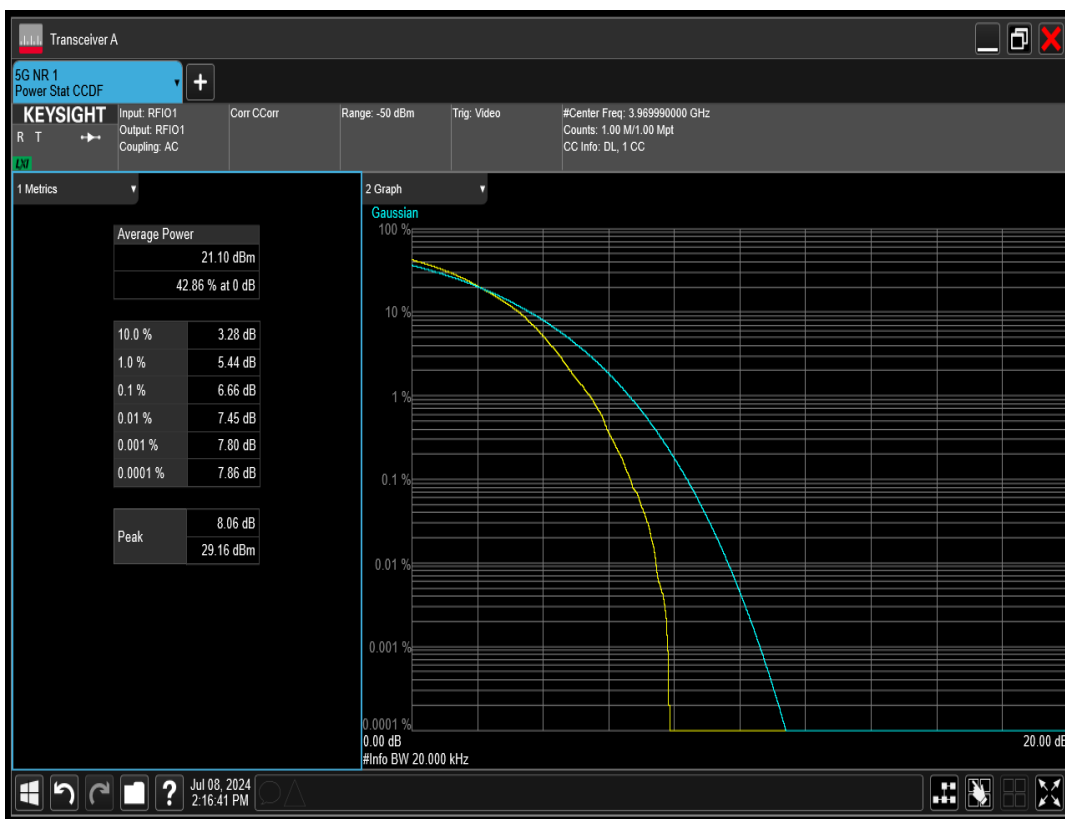 Transceiver A
5G NR 1
Power Stat CCDF
+
KEYSIGHT
R T
LXI
Input: RFIO1
Output: RFIO1
Coupling: AC
Corr CCorr
Range: -50 dBm
Trig: Video
#Center Freq: 3.969990000 GHz
Counts: 1.00 M/1.00 Mpt
CC Info: DL, 1 CC
1 Metrics
Average Power
21.10 dBm
42.86 % at 0 dB
10.0 % 3.28 dB
1.0 % 5.44 dB
0.1 % 6.66 dB
0.01 % 7.45 dB
0.001 % 7.80 dB
0.0001 % 7.86 dB
Peak 8.06 dB
29.16 dBm
2 Graph
Gaussian
100 %
10 %
1 %
0.1 %
0.01 %
0.001 %
0.0001 %
0.00 dB 20.00 dB
#Info BW 20.000 kHz
?
Jul 08, 2024
2:16:41 PM